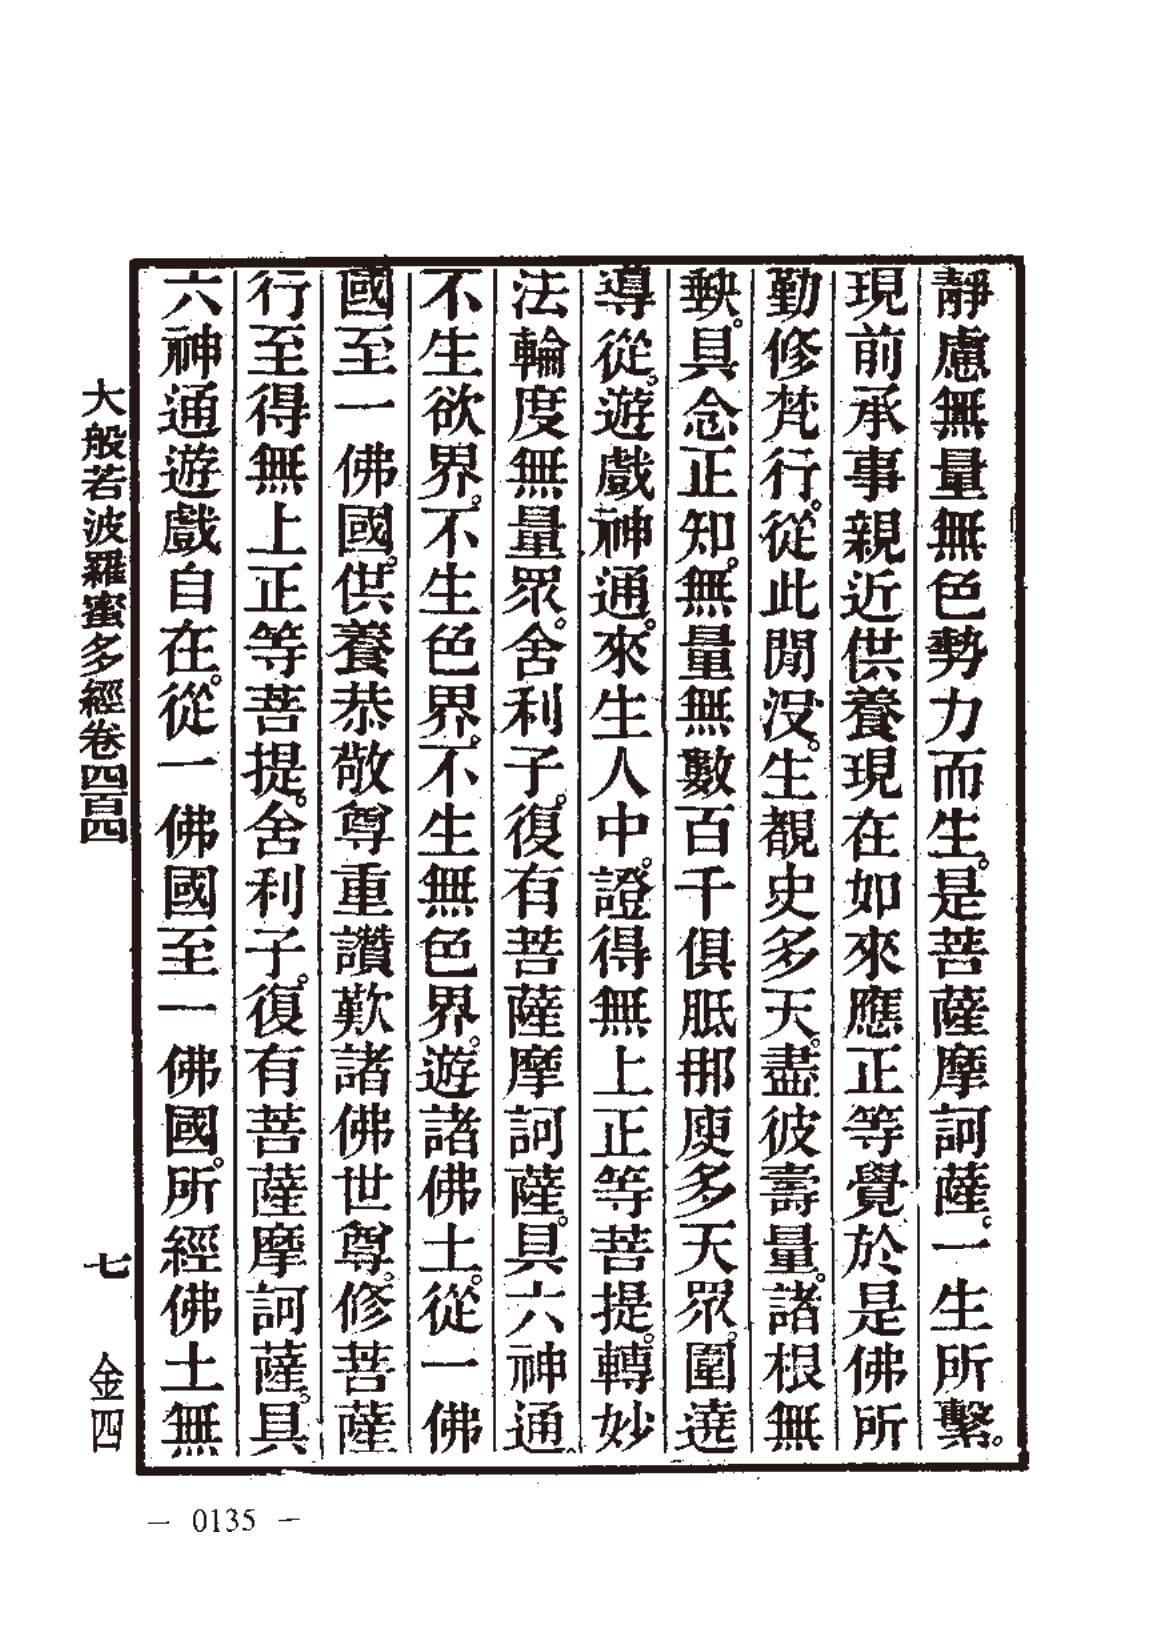 靜慮無量無色勢力而生。是菩薩摩訶薩。一生所繫。
現前承事親近供養現在如來應正等覺於是佛所
勤修梵行。從此閒沒。生覩史多天。盡彼壽量。諸根無
缺。具念正知。無量無數百千俱胝那庾多天眾。圍遶
導從。遊戲神通。來生人中。證得無上正等菩提。轉妙
法輪度無量眾。舍利子。復有菩薩摩訶薩。具六神通。
不生欲界。不生色界。不生無色界。遊諸佛土。從一佛
國至一佛國。供養恭敬尊重讚歎諸佛世尊。修菩薩
行至得無上正等菩提。舍利子。復有菩薩摩訶薩。具
六神通遊戲自在。從一佛國至一佛國。所經佛土無
大般若波羅蜜多經卷四百四 七 金四
— 0135 —